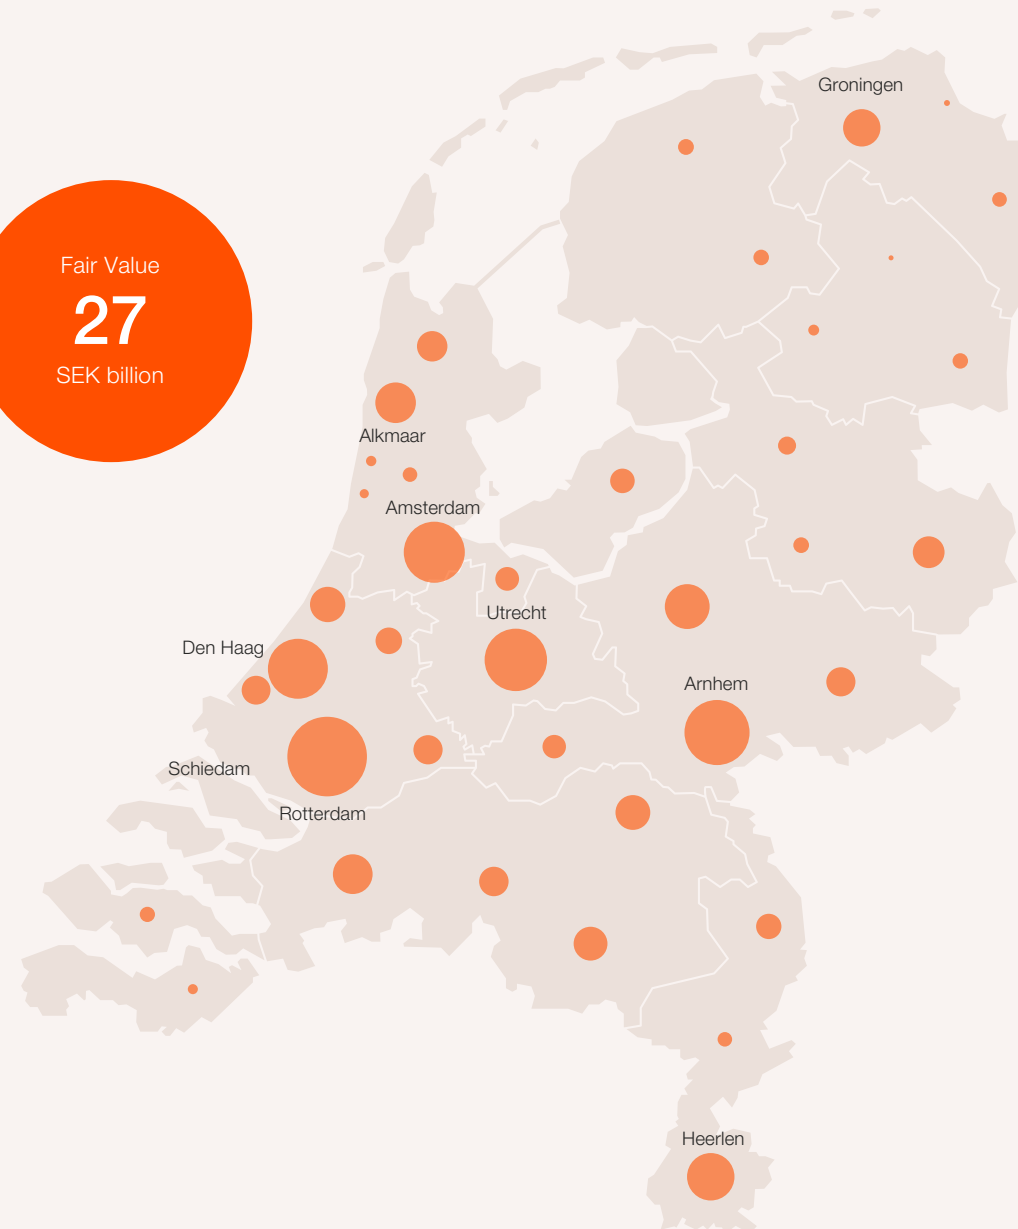 Groningen
Fair Value
27
SEK billion
Alkmaar
Amsterdam
Utrecht
Den Haag
Arnhem
Schiedam
Rotterdam
Heerlen